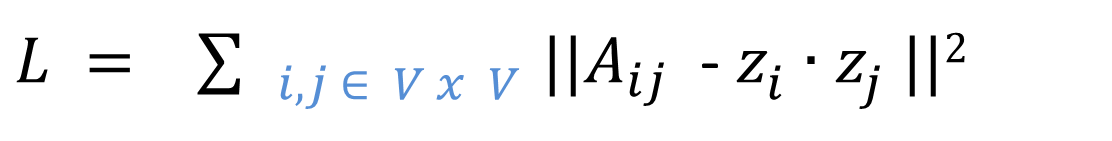 L = ∑ i,j ∈ V x V ||Aij - zi · zj ||²